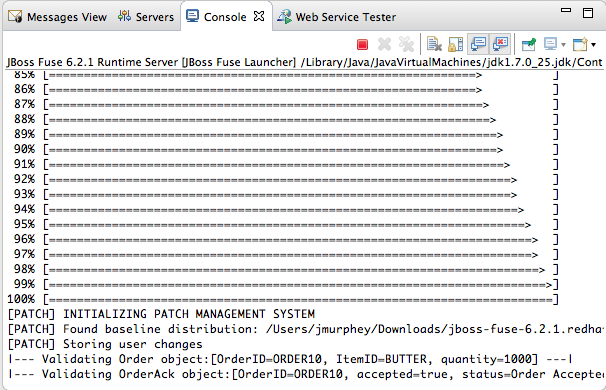 Messages View Servers Console Web Service Tester
JBoss Fuse 6.2.1 Runtime Server [JBoss Fuse Launcher] /Library/Java/JavaVirtualMachines/jdk1.7.0_25.jdk/Cont
85% [==========================================================> ]
86% [==========================================================> ]
87% [===========================================================> ]
88% [============================================================> ]
89% [=============================================================> ]
90% [=============================================================> ]
91% [==============================================================> ]
92% [===============================================================> ]
93% [===============================================================> ]
94% [================================================================> ]
95% [=================================================================> ]
96% [==================================================================> ]
97% [==================================================================> ]
98% [===================================================================> ]
99% [====================================================================>]
100% [=====================================================================]
[PATCH] INITIALIZING PATCH MANAGEMENT SYSTEM
[PATCH] Found baseline distribution: /Users/jmurphey/Downloads/jboss-fuse-6.2.1.redha
[PATCH] Storing user changes
|--- Validating Order object:[OrderID=ORDER10, ItemID=BUTTER, quantity=1000] ---|
|--- Validating OrderAck object:[OrderID=ORDER10, accepted=true, status=Order Accepte